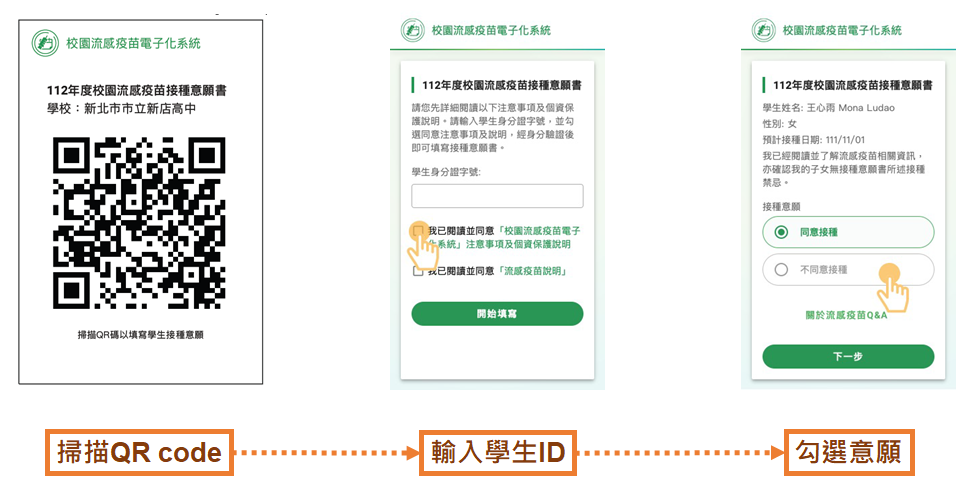 校園流感疫苗電子化系統
112年度校園流感疫苗接種意願書
學校：新北市市立新店高中
掃描QR碼以填寫學生接種意願
校園流感疫苗電子化系統
112年度校園流感疫苗接種意願書
請您先詳細閱讀以下注意事項及個資保
護說明。請輸入學生身分證字號，並勾
選同意注意事項及說明，經身分驗證後
即可填寫接種意願書。
學生身分證字號:
我已閱讀並同意「校園流感疫苗電子
化系統」注意事項及個資保護說明
我已閱讀並同意「流感疫苗說明」
開始填寫
校園流感疫苗電子化系統
112年度校園流感疫苗接種意願書
學生姓名: 王心雨 Mona Ludao
性別: 女
預計接種日期: 111/11/01
我已經閱讀並了解流感疫苗相關資訊，
亦確認我的子女無接種意願書所述接種
禁忌。
接種意願
同意接種
不同意接種
關於流感疫苗Q&A
下一步
掃描QR code
輸入學生ID
勾選意願